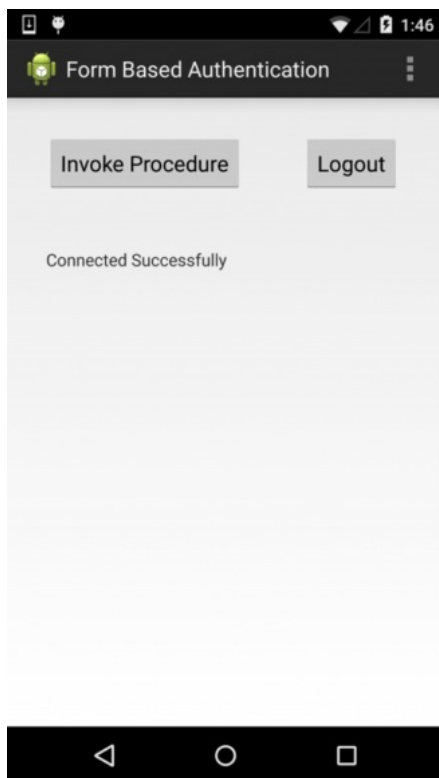 1:46
Form Based Authentication
Invoke Procedure Logout
Connected Successfully